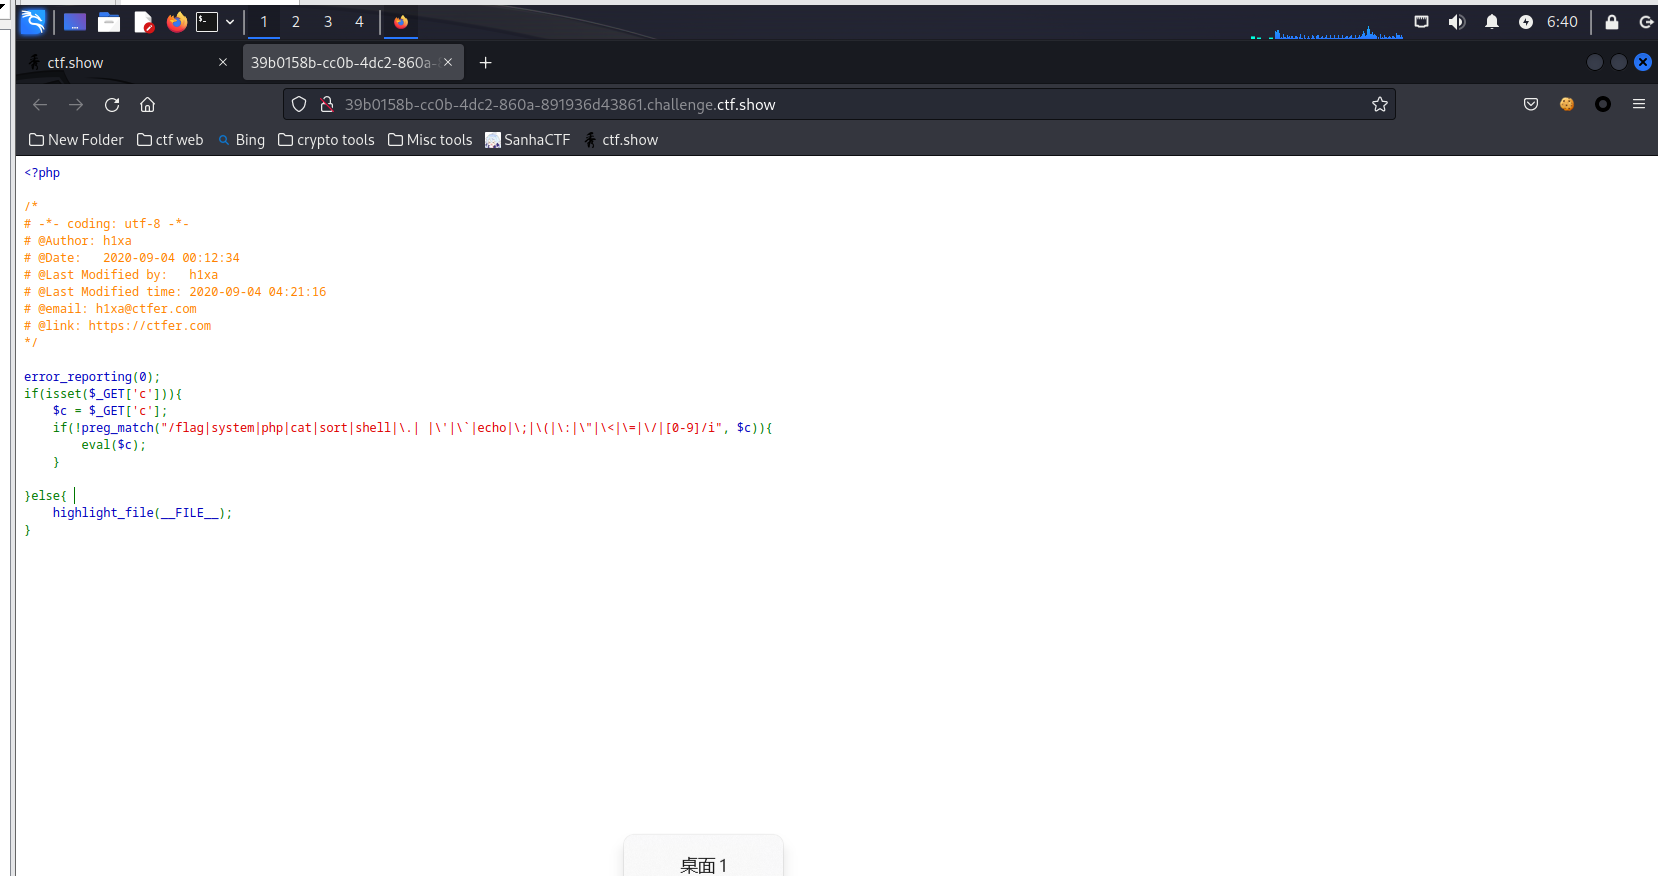 1 2 3 4 6:40
ctf.show × 39b0158b-cc0b-4dc2-860a- × +
39b0158b-cc0b-4dc2-860a-891936d43861.challenge.ctf.show
New Folder ctf web Bing crypto tools Misc tools SanhaCTF ctf.show
<?php
/*
# -*- coding: utf-8 -*-
# @Author: h1xa
# @Date:   2020-09-04 00:12:34
# @Last Modified by:   h1xa
# @Last Modified time: 2020-09-04 04:21:16
# @email: h1xa@ctfer.com
# @link: https://ctfer.com
*/
error_reporting(0);
if(isset($_GET['c'])){
    $c = $_GET['c'];
    if(!preg_match("/flag|system|php|cat|sort|shell|\.| |\'|\`|echo|\;|\(|\:|\"|\<|\=|\/|[0-9]/i", $c)){
        eval($c);
    }
}else{
    highlight_file(__FILE__);
}
桌面 1